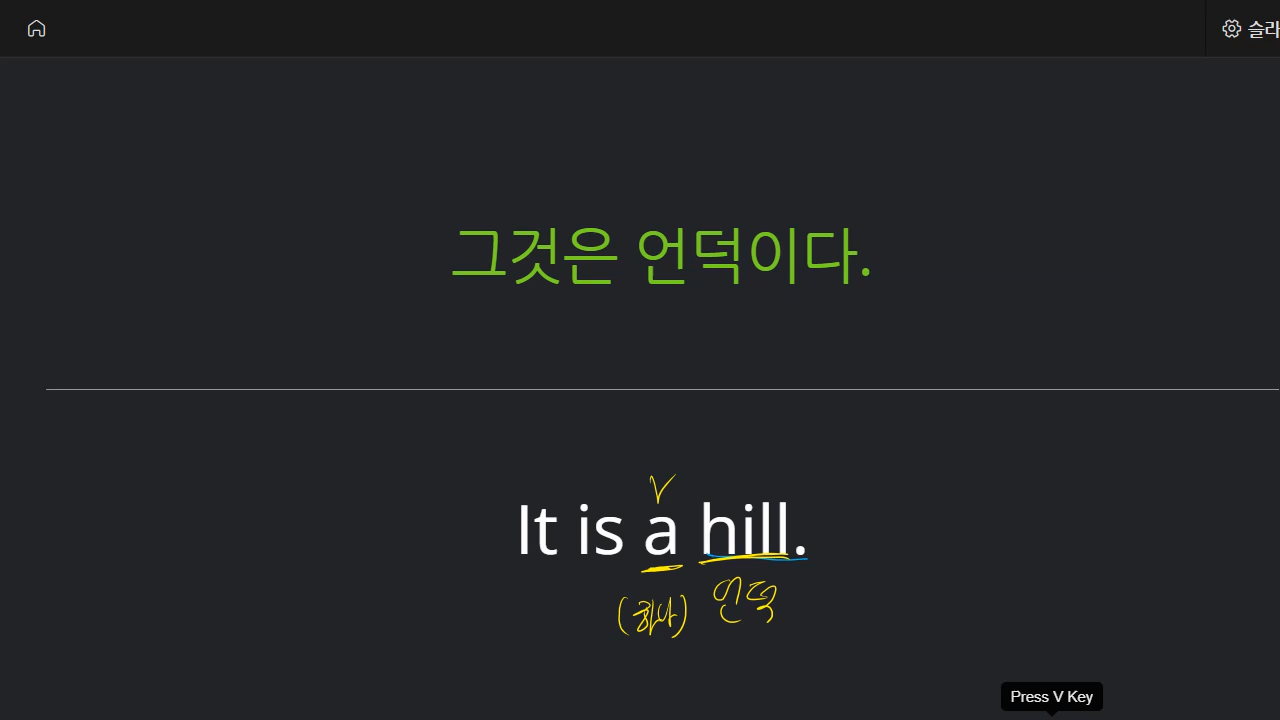 슬라
그것은 언덕이다.
V
It is a hill.
(하나) 언덕
Press V Key